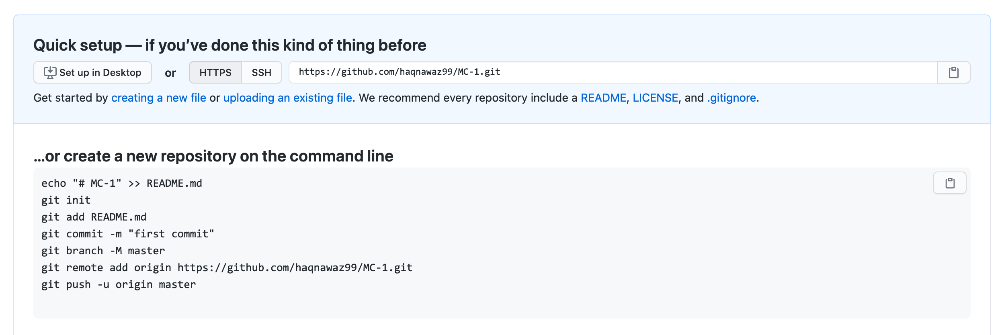 Quick setup — if you’ve done this kind of thing before
Set up in Desktop or HTTPS SSH https://github.com/haqnawaz99/MC-1.git
Get started by creating a new file or uploading an existing file. We recommend every repository include a README, LICENSE, and .gitignore.
…or create a new repository on the command line
echo "# MC-1" >> README.md
git init
git add README.md
git commit -m "first commit"
git branch -M master
git remote add origin https://github.com/haqnawaz99/MC-1.git
git push -u origin master